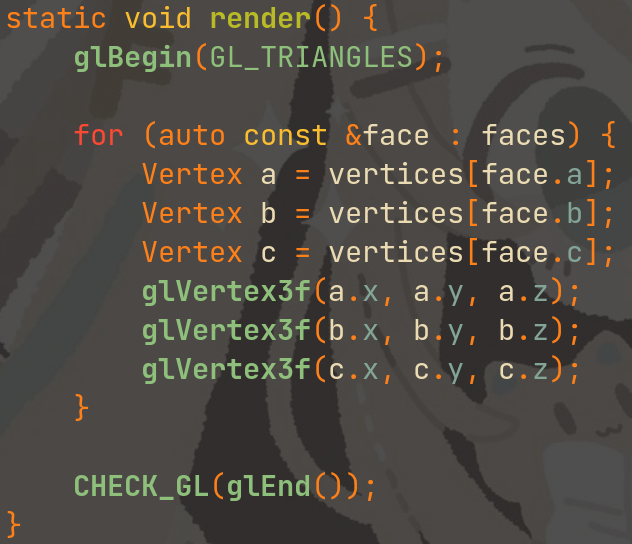 static void render() {
glBegin(GL_TRIANGLES);
for (auto const &face : faces) {
Vertex a = vertices[face.a];
Vertex b = vertices[face.b];
Vertex c = vertices[face.c];
glVertex3f(a.x, a.y, a.z);
glVertex3f(b.x, b.y, b.z);
glVertex3f(c.x, c.y, c.z);
}
CHECK_GL(glEnd());
}